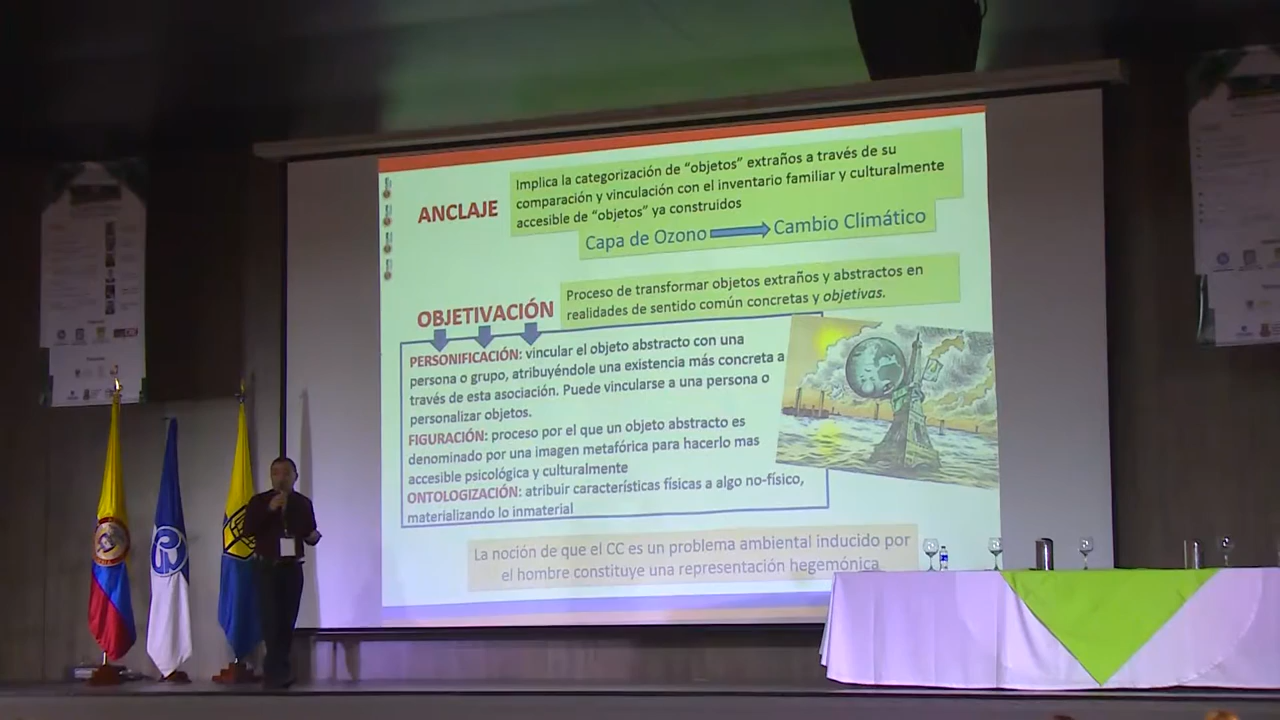 ANCLAJE
Implica la categorización de “objetos” extraños a través de su
comparación y vinculación con el inventario familiar y culturalmente
accesible de “objetos” ya construidos
Capa de Ozono
Cambio Climático
OBJETIVACIÓN
Proceso de transformar objetos extraños y abstractos en
realidades de sentido común concretas y objetivas.
PERSONIFICACIÓN: vincular el objeto abstracto con una
persona o grupo, atribuyéndole una existencia más concreta a
través de esta asociación. Puede vincularse a una persona o
personalizar objetos.
FIGURACIÓN: proceso por el que un objeto abstracto es
denominado por una imagen metafórica para hacerlo mas
accesible psicológica y culturalmente
ONTOLOGIZACIÓN: atribuir características físicas a algo no-físico,
materializando lo inmaterial
La noción de que el CC es un problema ambiental inducido por
el hombre constituye una representación hegemónica